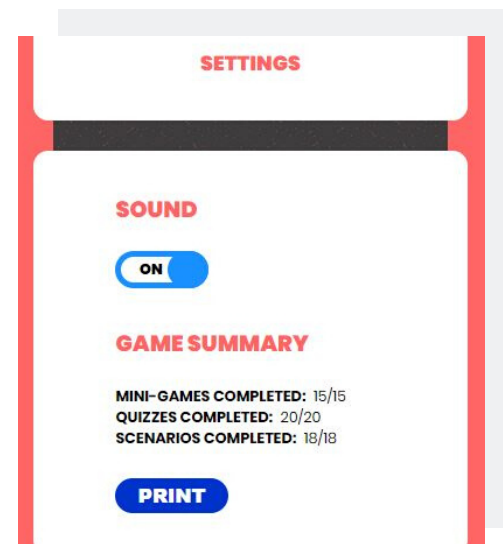 SETTINGS
SOUND
ON
GAME SUMMARY
MINI-GAMES COMPLETED: 15/15
QUIZZES COMPLETED: 20/20
SCENARIOS COMPLETED: 18/18
PRINT